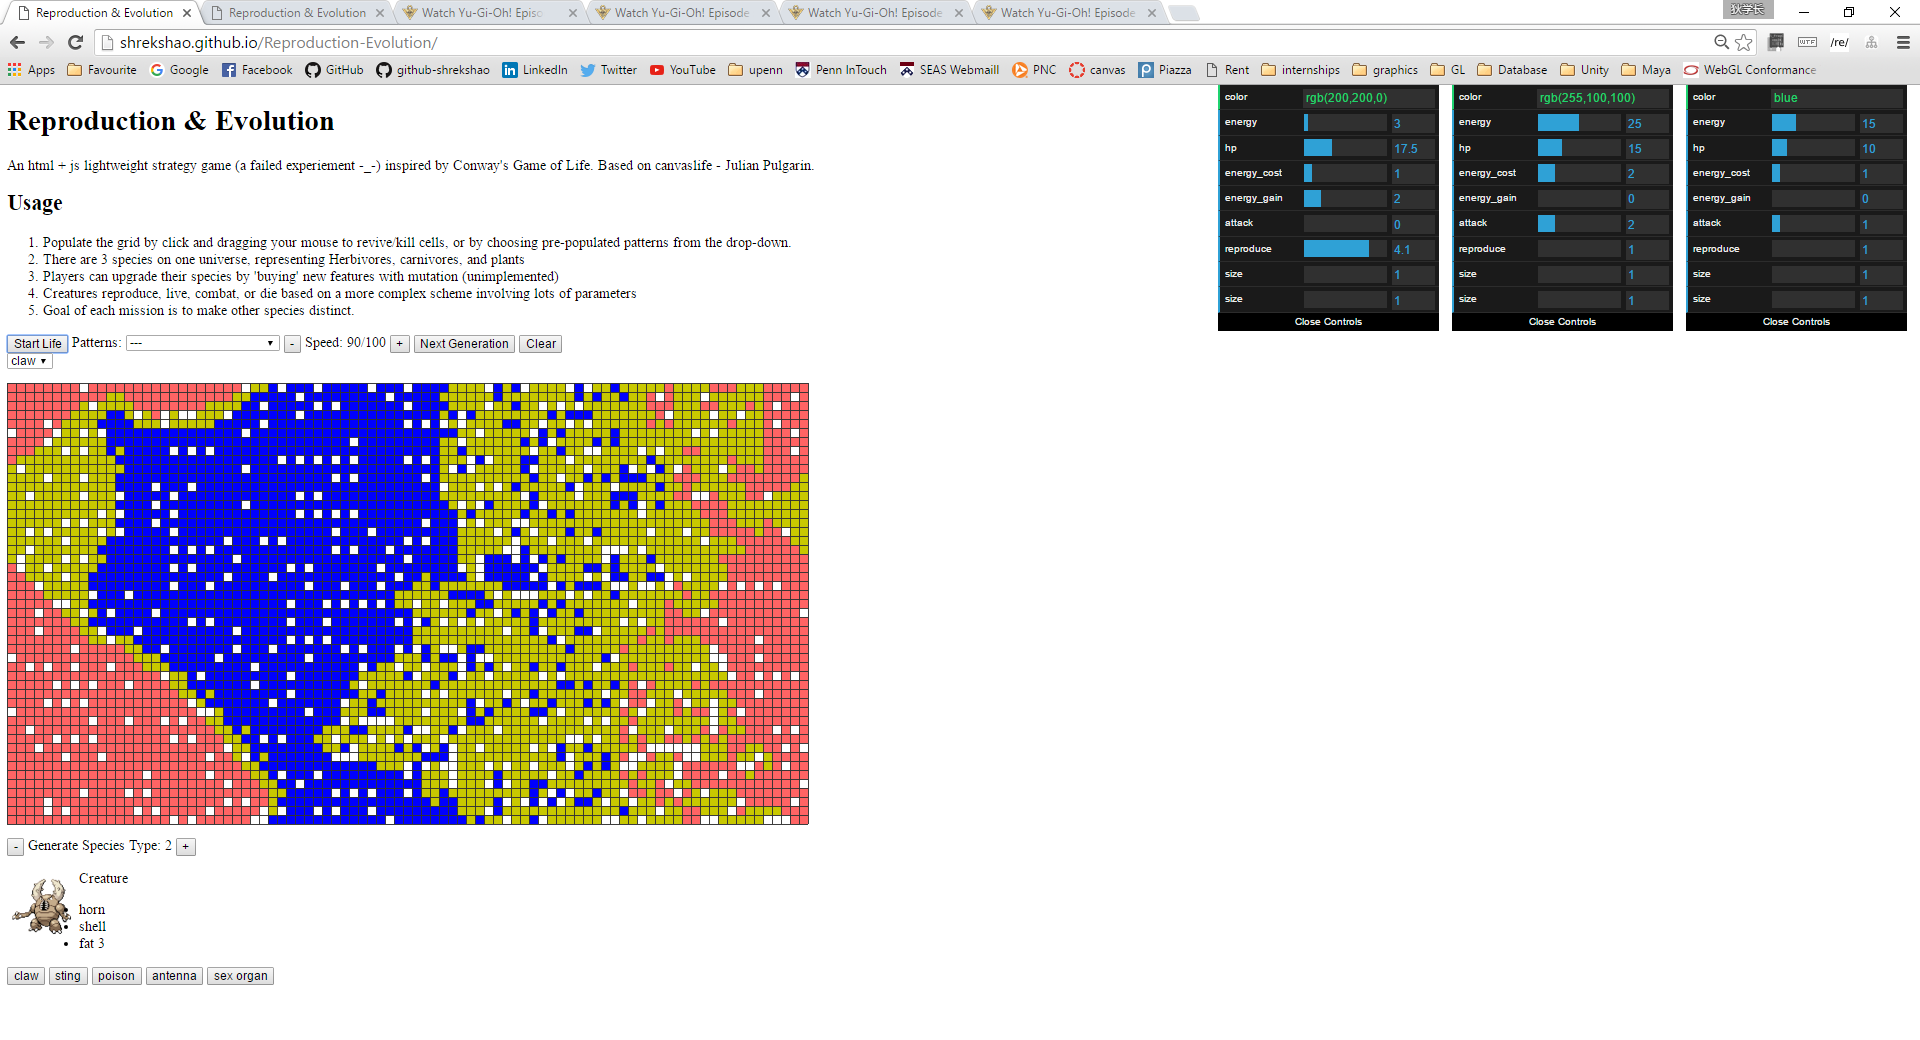 Reproduction & Evolution
Reproduction & Evolution
Watch Yu-Gi-Oh! Episo
Watch Yu-Gi-Oh! Episode
Watch Yu-Gi-Oh! Episode
Watch Yu-Gi-Oh! Episode
狄学长
shrekshao.github.io/Reproduction-Evolution/
WTF
/re/
Apps Favourite Google Facebook GitHub github-shrekshao LinkedIn Twitter YouTube upenn Penn InTouch SEAS Webmaill PNC canvas Piazza Rent internships graphics GL Database Unity Maya WebGL Conformance
Reproduction & Evolution
An html + js lightweight strategy game (a failed experiement -_-) inspired by Conway's Game of Life. Based on canvaslife - Julian Pulgarin.
Usage
1. Populate the grid by click and dragging your mouse to revive/kill cells, or by choosing pre-populated patterns from the drop-down.
2. There are 3 species on one universe, representing Herbivores, carnivores, and plants
3. Players can upgrade their species by 'buying' new features with mutation (unimplemented)
4. Creatures reproduce, live, combat, or die based on a more complex scheme involving lots of parameters
5. Goal of each mission is to make other species distinct.
Start Life Patterns: --- - Speed: 90/100 + Next Generation Clear
claw
color rgb(200,200,0)
energy 3
hp 17.5
energy_cost 1
energy_gain 2
attack 0
reproduce 4.1
size 1
size 1
Close Controls
color rgb(255,100,100)
energy 25
hp 15
energy_cost 2
energy_gain 0
attack 2
reproduce 1
size 1
size 1
Close Controls
color blue
energy 15
hp 10
energy_cost 1
energy_gain 0
attack 1
reproduce 1
size 1
size 1
Close Controls
- Generate Species Type: 2 +
Creature
horn
shell
fat 3
claw sting poison antenna sex organ